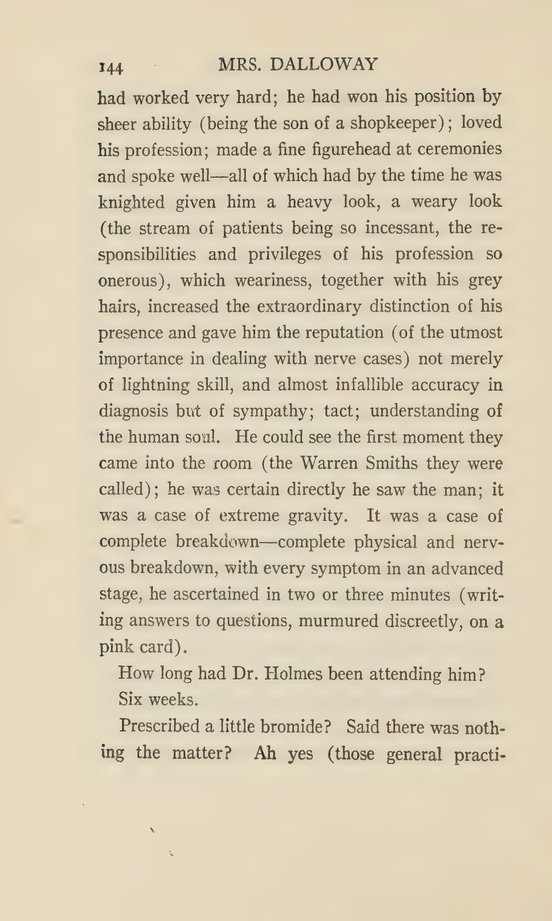 144 MRS. DALLOWAY
had worked very hard; he had won his position by
sheer ability (being the son of a shopkeeper); loved
his profession; made a fine figurehead at ceremonies
and spoke well—all of which had by the time he was
knighted given him a heavy look, a weary look
(the stream of patients being so incessant, the re-
sponsibilities and privileges of his profession so
onerous), which weariness, together with his grey
hairs, increased the extraordinary distinction of his
presence and gave him the reputation (of the utmost
importance in dealing with nerve cases) not merely
of lightning skill, and almost infallible accuracy in
diagnosis but of sympathy; tact; understanding of
the human soul. He could see the first moment they
came into the room (the Warren Smiths they were
called); he was certain directly he saw the man; it
was a case of extreme gravity. It was a case of
complete breakdown—complete physical and nerv-
ous breakdown, with every symptom in an advanced
stage, he ascertained in two or three minutes (writ-
ing answers to questions, murmured discreetly, on a
pink card).
How long had Dr. Holmes been attending him?
Six weeks.
Prescribed a little bromide? Said there was noth-
ing the matter? Ah yes (those general practi-